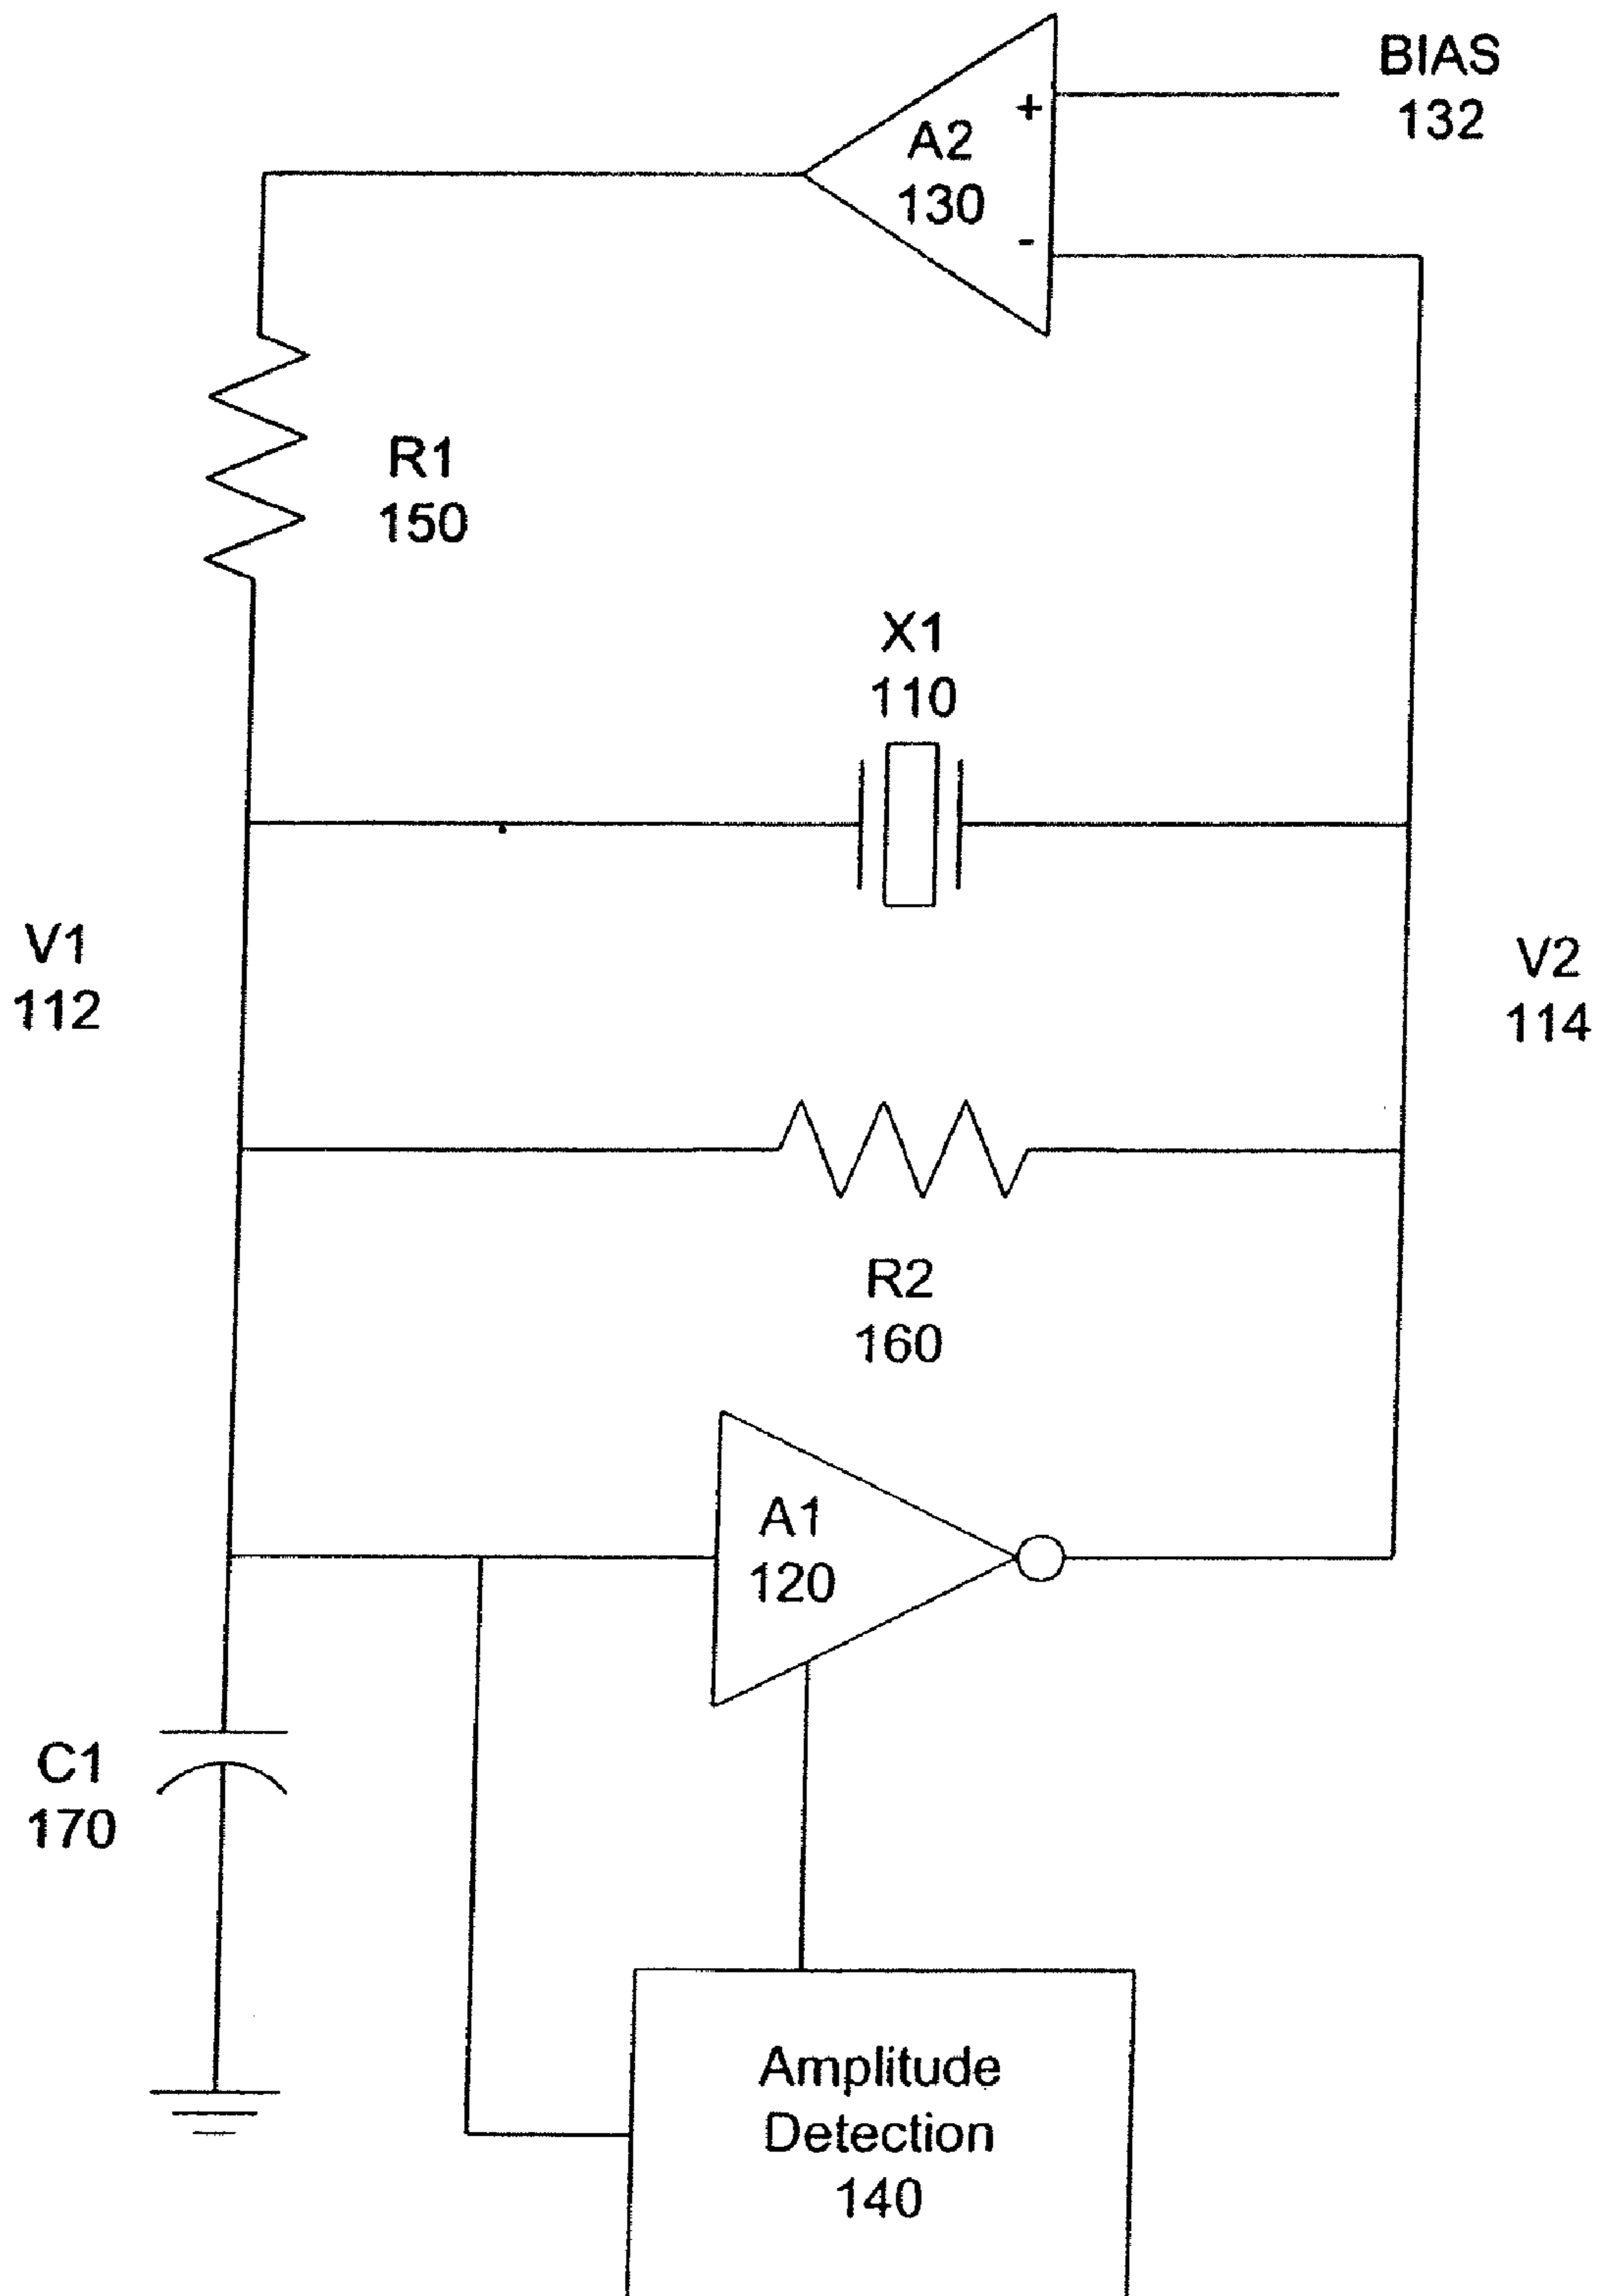 BIAS
132
+
A2
130
-
R1
150
X1
110
V1
112
V2
114
R2
160
A1
120
C1
170
Amplitude
Detection
140